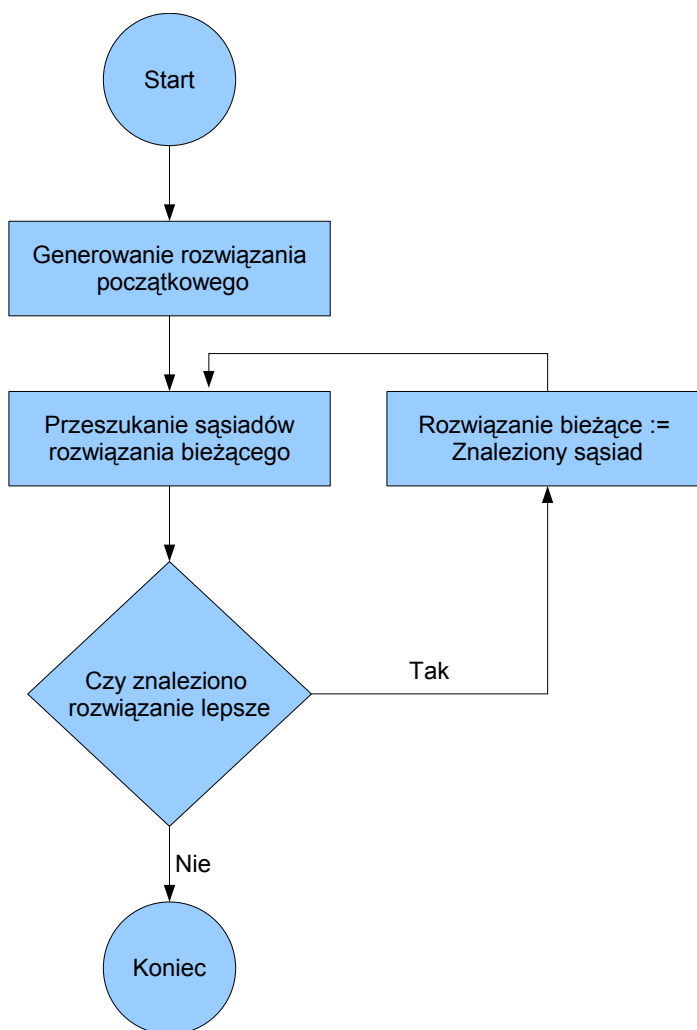 Start
Generowanie rozwiązania
początkowego
Przeszukanie sąsiadów
rozwiązania bieżącego
Rozwiązanie bieżące :=
Znaleziony sąsiad
Czy znaleziono
rozwiązanie lepsze
Tak
Nie
Koniec